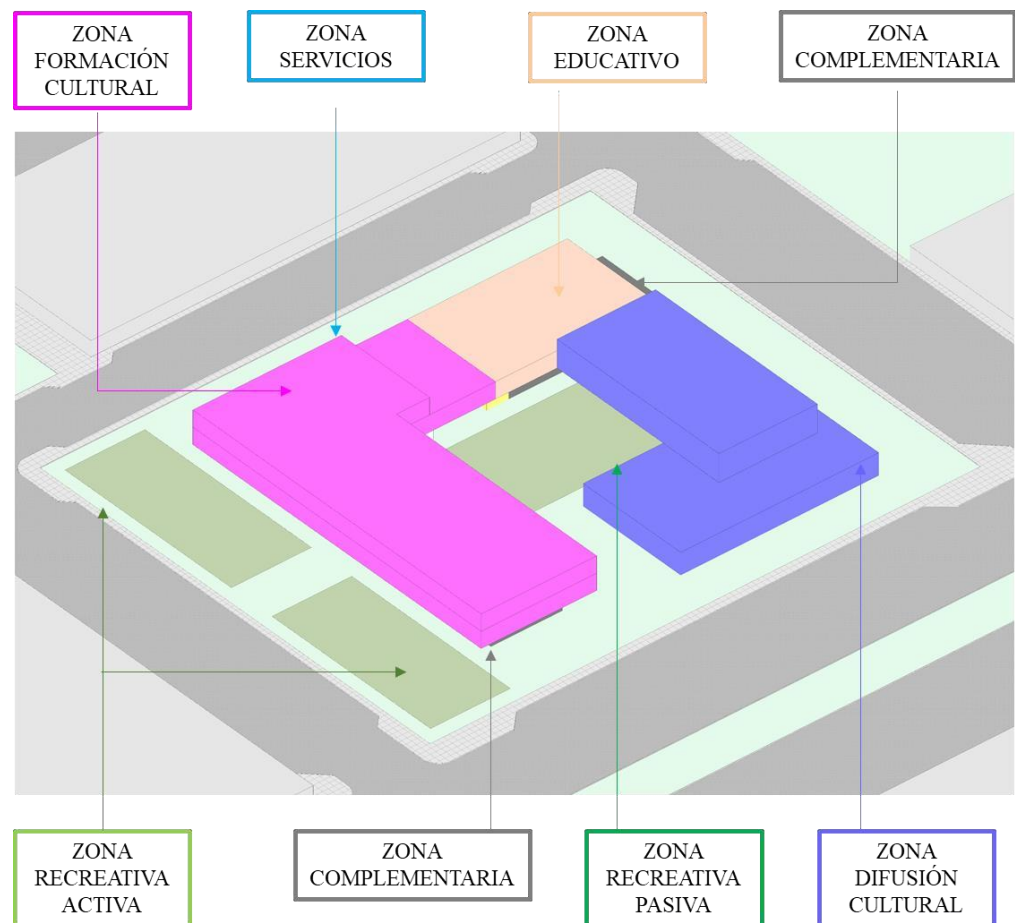 ZONA
FORMACIÓN
CULTURAL
ZONA
SERVICIOS
ZONA
EDUCATIVO
ZONA
COMPLEMENTARIA
ZONA
RECREATIVA
ACTIVA
ZONA
COMPLEMENTARIA
ZONA
RECREATIVA
PASIVA
ZONA
DIFUSIÓN
CULTURAL